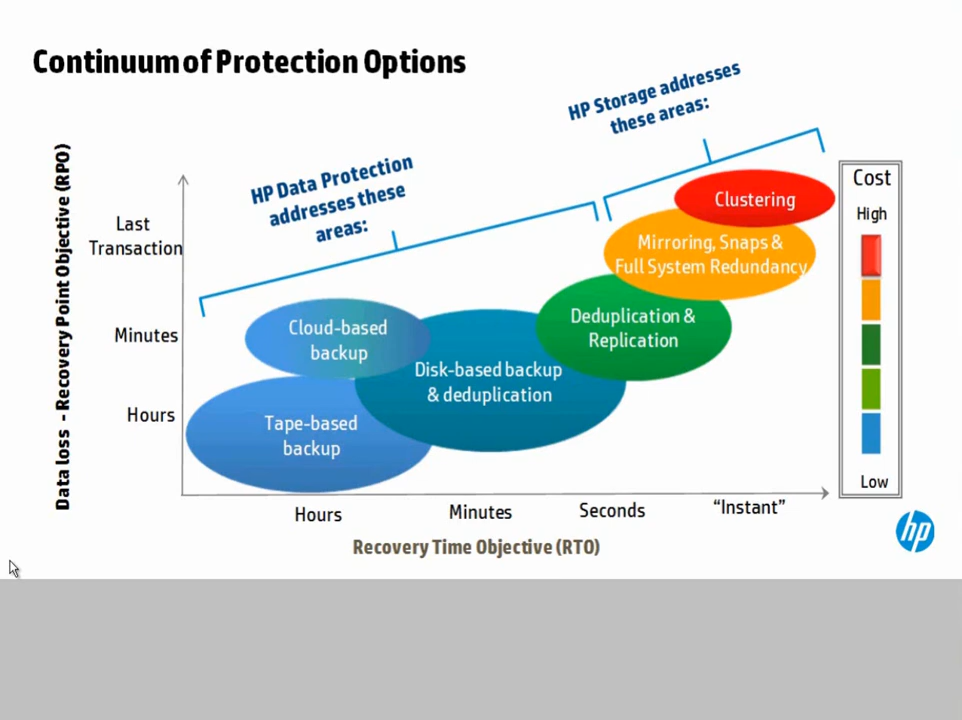 Continuum of Protection Options
HP Storage addresses
these areas:
HP Data Protection
addresses these
areas:
Data loss - Recovery Point Objective (RPO)
Last
Transaction
Minutes
Hours
Clustering
Mirroring, Snaps &
Full System Redundancy
Deduplication &
Replication
Cloud-based
backup
Disk-based backup
& deduplication
Tape-based
backup
Hours
Minutes
Seconds
“Instant”
Recovery Time Objective (RTO)
Cost
High
Low
hp